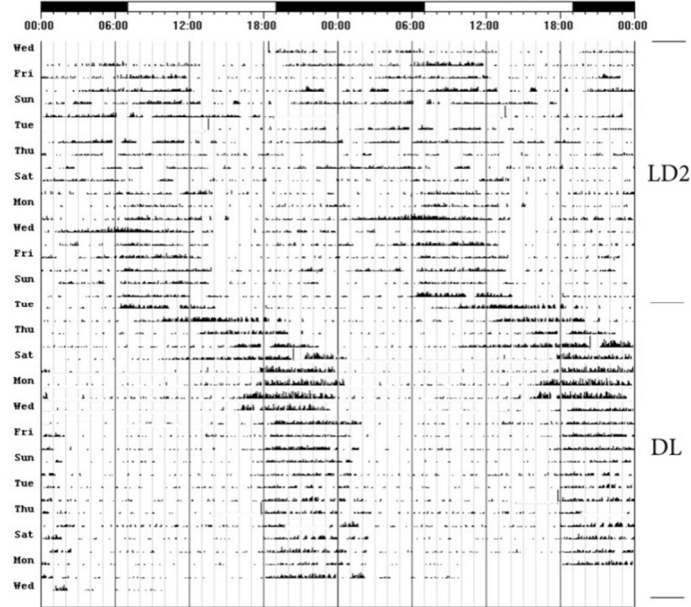 00:00 06:00 12:00 18:00 00:00 06:00 12:00 18:00 00:00
Wed
Fri
Sun
Tue
Thu
Sat
LD2
Mon
Wed
Fri
Sun
Tue
Thu
Sat
Mon
Wed
Fri
DL
Sun
Tue
Thu
Sat
Mon
Wed